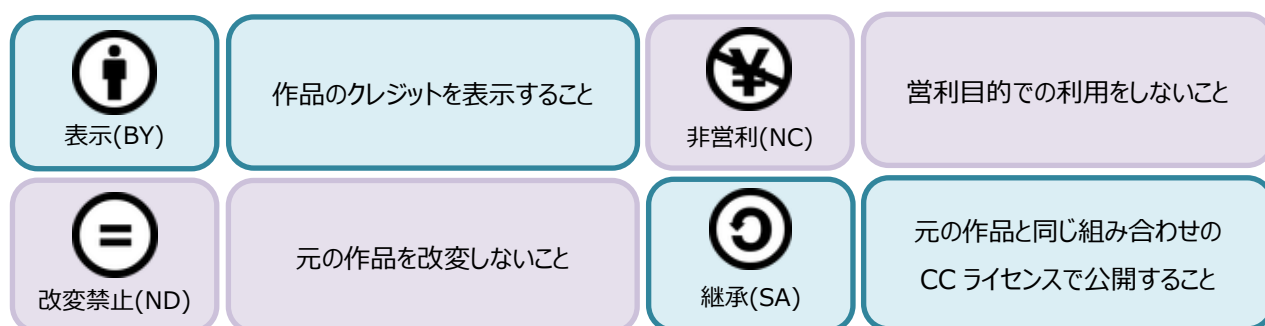 表示(BY)
作品のクレジットを表示すること
非営利(NC)
営利目的での利用をしないこと
改変禁止(ND)
元の作品を改変しないこと
継承(SA)
元の作品と同じ組み合わせの
CC ライセンスで公開すること